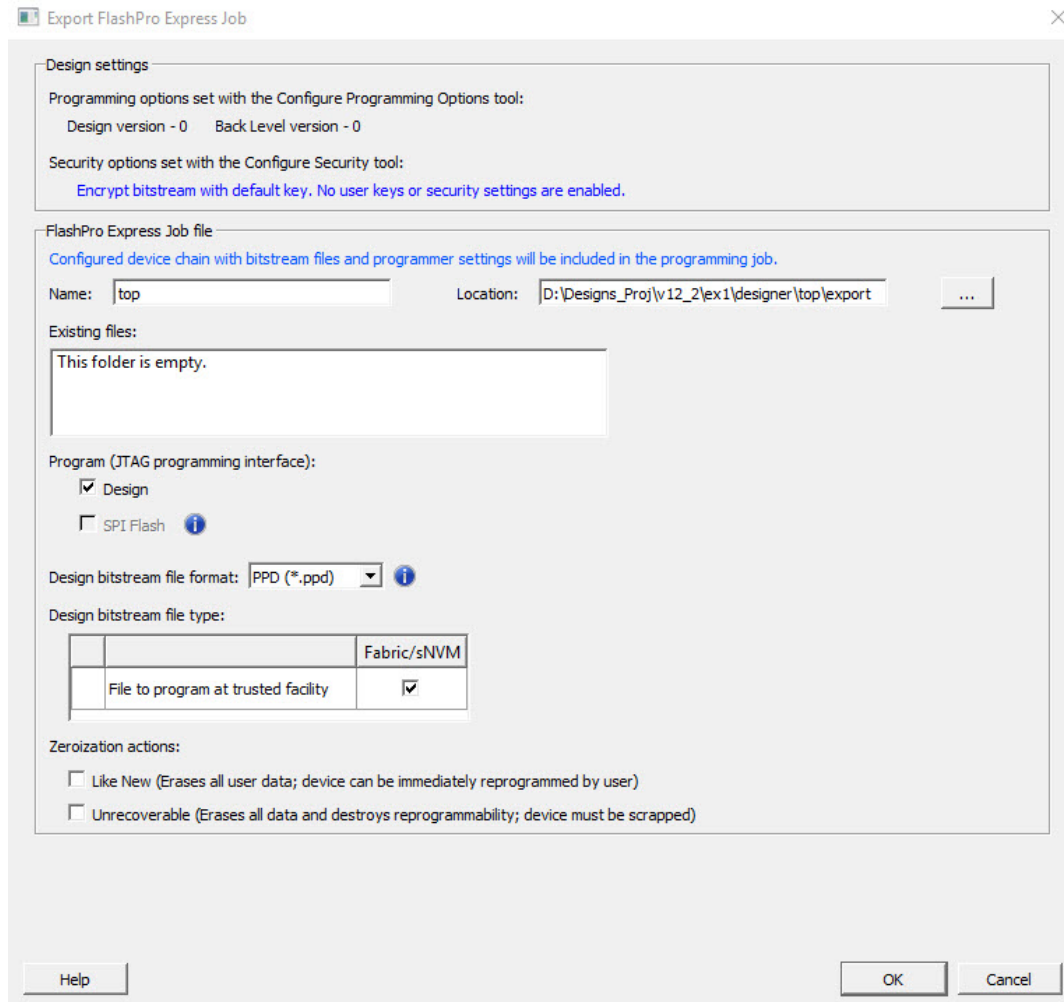 Export FlashPro Express Job
Design settings
Programming options set with the Configure Programming Options tool:
Design version - 0 Back Level version - 0
Security options set with the Configure Security tool:
Encrypt bitstream with default key. No user keys or security settings are enabled.
FlashPro Express Job file
Configured device chain with bitstream files and programmer settings will be included in the programming job.
Name: top Location: D:\Designs_Proj\v12_2\ex1\designer\top\export ...
Existing files:
This folder is empty.
Program (JTAG programming interface):
Design
SPI Flash
Design bitstream file format: PPD (*.ppd)
Design bitstream file type:
Fabric/sNVM
File to program at trusted facility
Zeroization actions:
Like New (Erases all user data; device can be immediately reprogrammed by user)
Unrecoverable (Erases all data and destroys reprogrammability; device must be scrapped)
Help OK Cancel